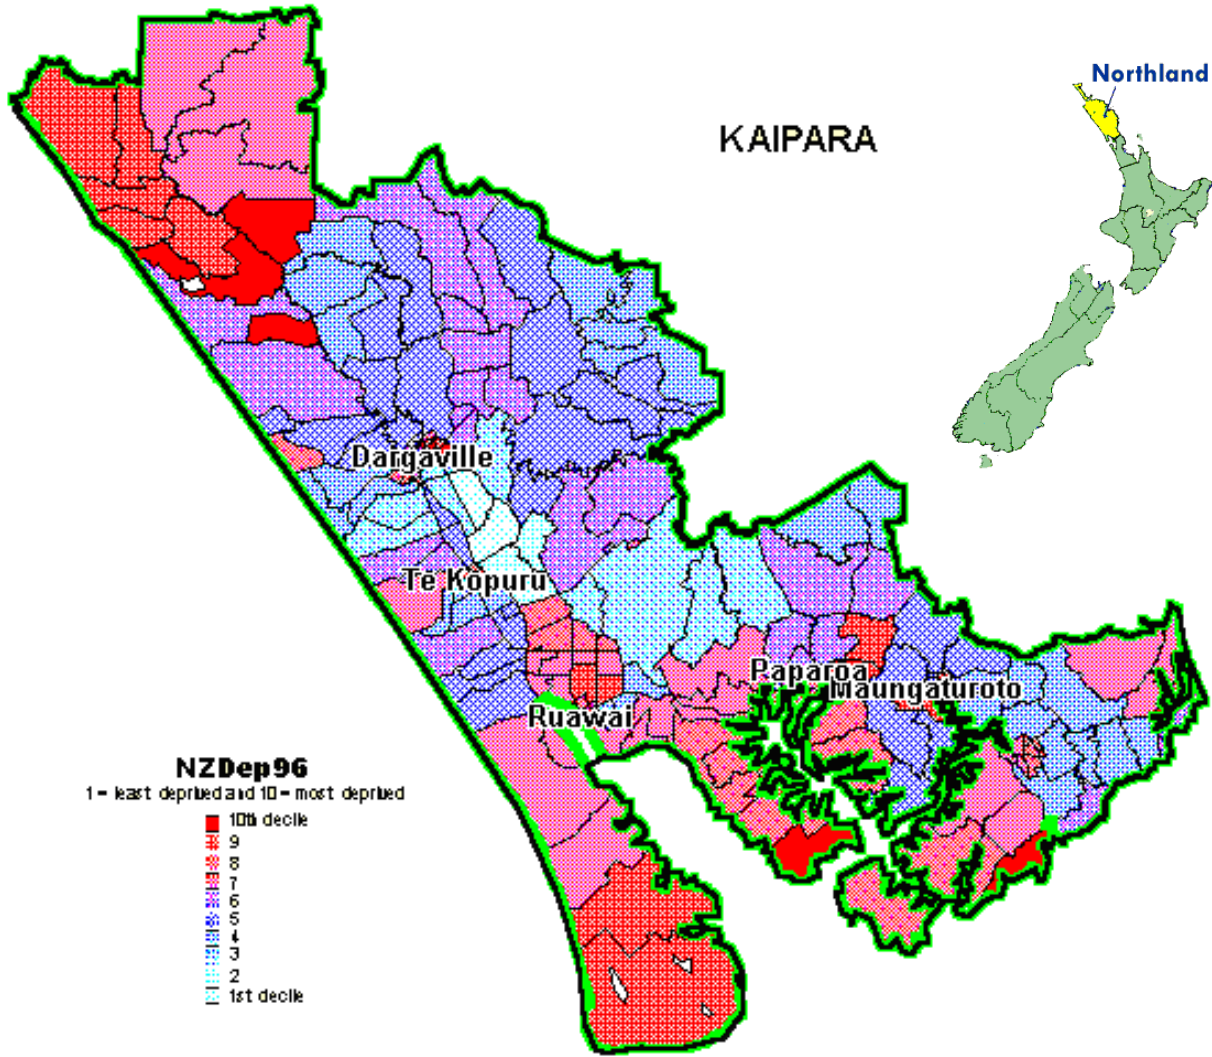 Northland
KAIPARA
Dargaville
Te Kopuru
Paparoa
Maungaturoto
Ruawai
NZDep96
1 = least deprived and 10 = most deprived
10th decile
9
8
7
6
5
4
3
2
1st decile